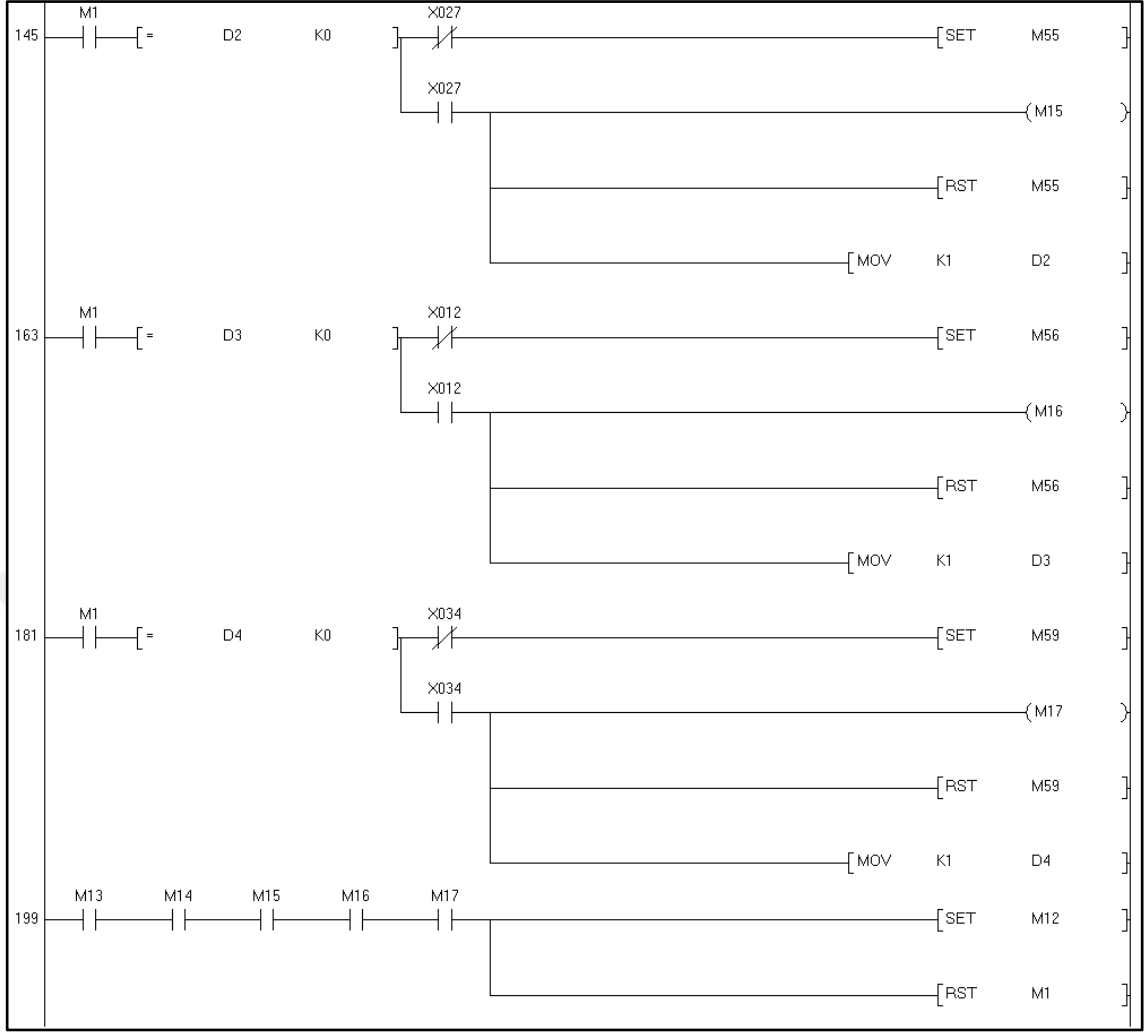 M1 X027
145 [= D2 K0 ] [SET M55 ]
X027
(M15 )
[RST M55 ]
[MOV K1 D2 ]
M1 X012
163 [= D3 K0 ] [SET M56 ]
X012
(M16 )
[RST M56 ]
[MOV K1 D3 ]
M1 X034
181 [= D4 K0 ] [SET M59 ]
X034
(M17 )
[RST M59 ]
[MOV K1 D4 ]
M13 M14 M15 M16 M17
199 [SET M12 ]
[RST M1 ]